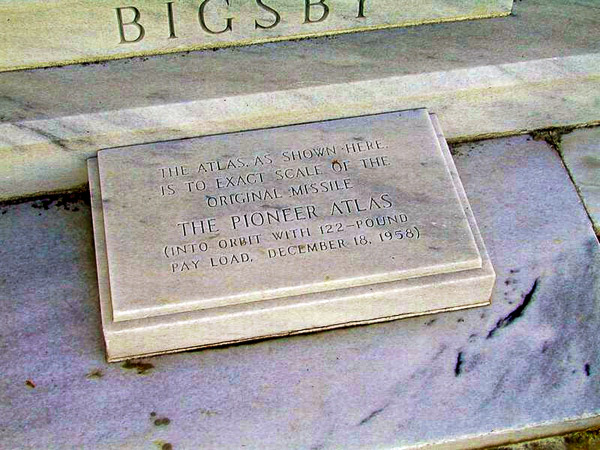 BIGSBY
THE ATLAS, AS SHOWN HERE
IS TO EXACT SCALE OF THE
ORIGINAL MISSILE
THE PIONEER ATLAS
(INTO ORBIT WITH 122-POUND
PAY LOAD, DECEMBER 18, 1958)